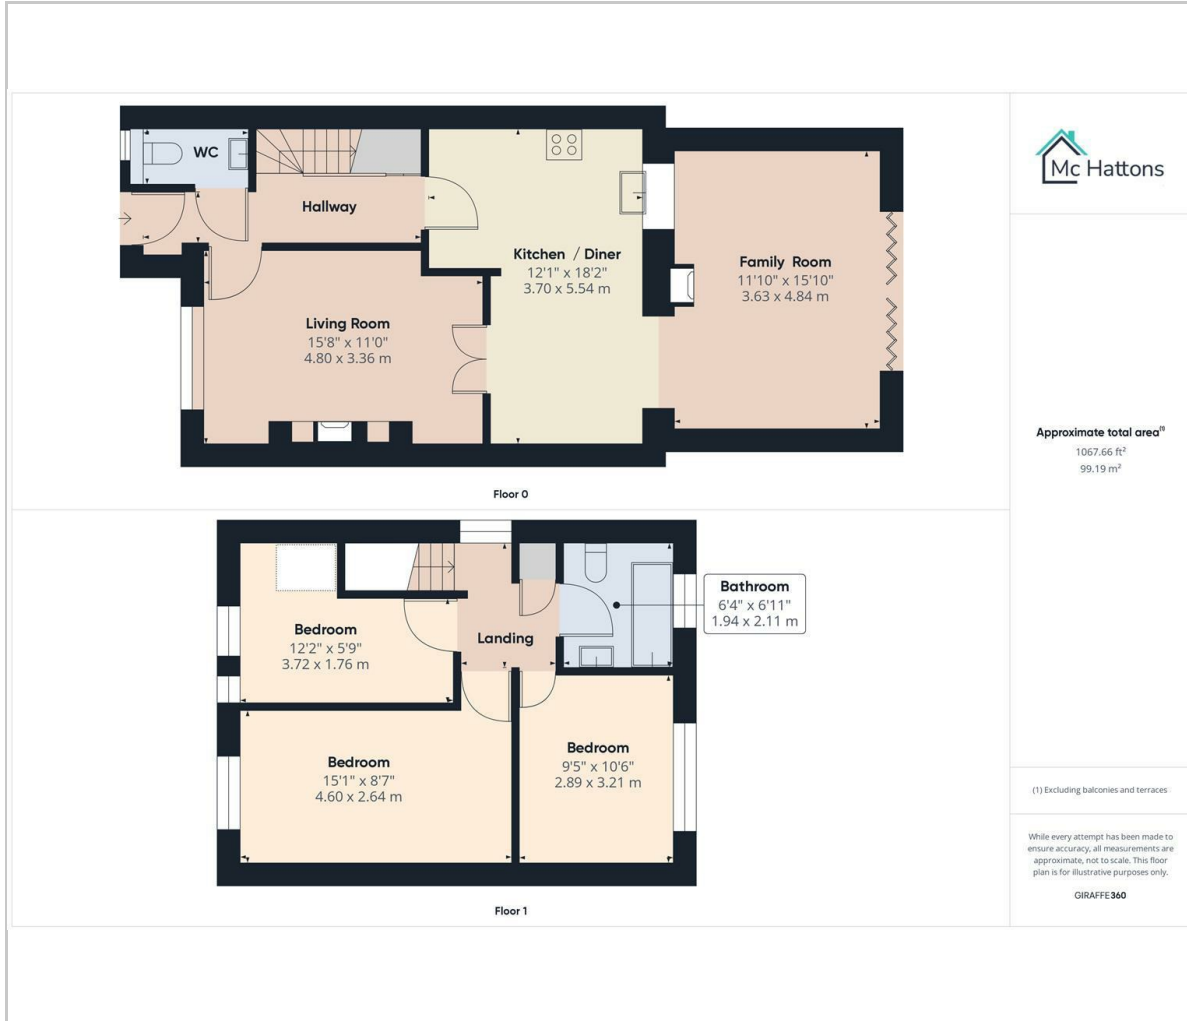 WC
Hallway
Kitchen / Diner
12'1" x 18'2"
3.70 x 5.54 m
Family Room
11'10" x 15'10"
3.63 x 4.84 m
Living Room
15'8" x 11'0"
4.80 x 3.36 m
Floor 0
Bathroom
6'4" x 6'11"
1.94 x 2.11 m
Bedroom
12'2" x 5'9"
3.72 x 1.76 m
Landing
Bedroom
15'1" x 8'7"
4.60 x 2.64 m
Bedroom
9'5" x 10'6"
2.89 x 3.21 m
Floor 1
Mc Hattons
Approximate total area⁽¹⁾
1067.66 ft²
99.19 m²
(1) Excluding balconies and terraces
While every attempt has been made to
ensure accuracy, all measurements are
approximate, not to scale. This floor
plan is for illustrative purposes only.
GIRAFFE360